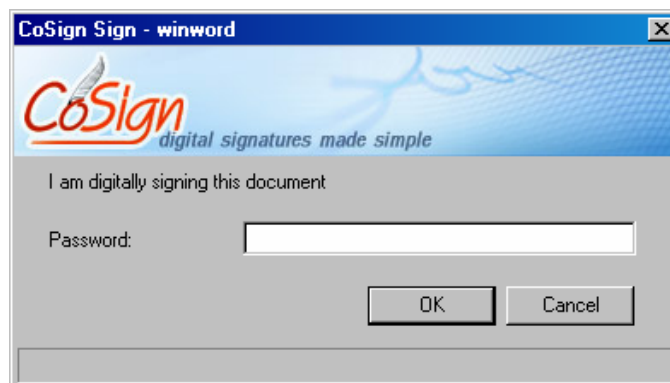 CoSign Sign - winword
CoSign
digital signatures made simple
I am digitally signing this document
Password:
OK Cancel